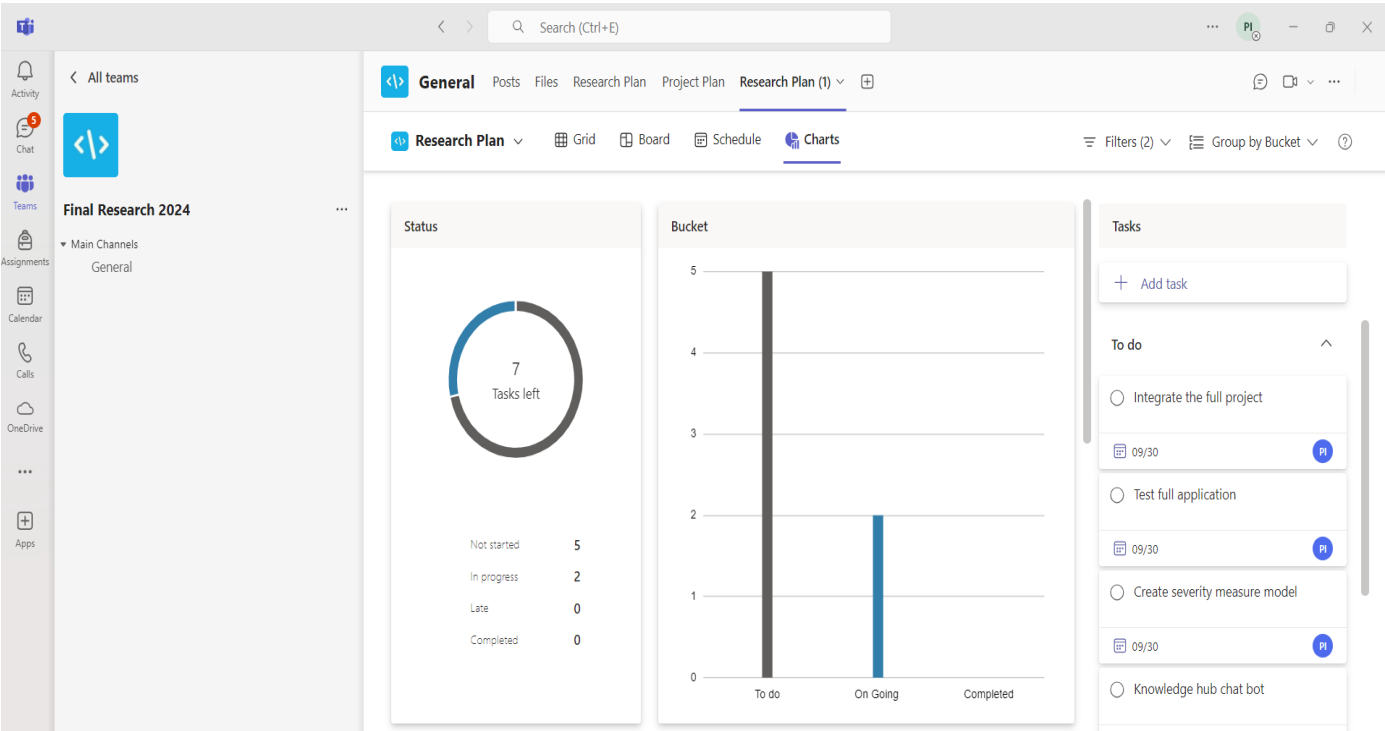 Search (Ctrl+E)
PI
Activity
5
Chat
Teams
Assignments
Calendar
Calls
OneDrive
Apps
All teams
</>
Final Research 2024
Main Channels
General
</> General Posts Files Research Plan Project Plan Research Plan (1)
</> Research Plan Grid Board Schedule Charts Filters (2) Group by Bucket ?
Status
7
Tasks left
Not started 5
In progress 2
Late 0
Completed 0
Bucket
5
4
3
2
1
0
To do On Going Completed
Tasks
+ Add task
To do
Integrate the full project
09/30 PI
Test full application
09/30 PI
Create severity measure model
09/30 PI
Knowledge hub chat bot